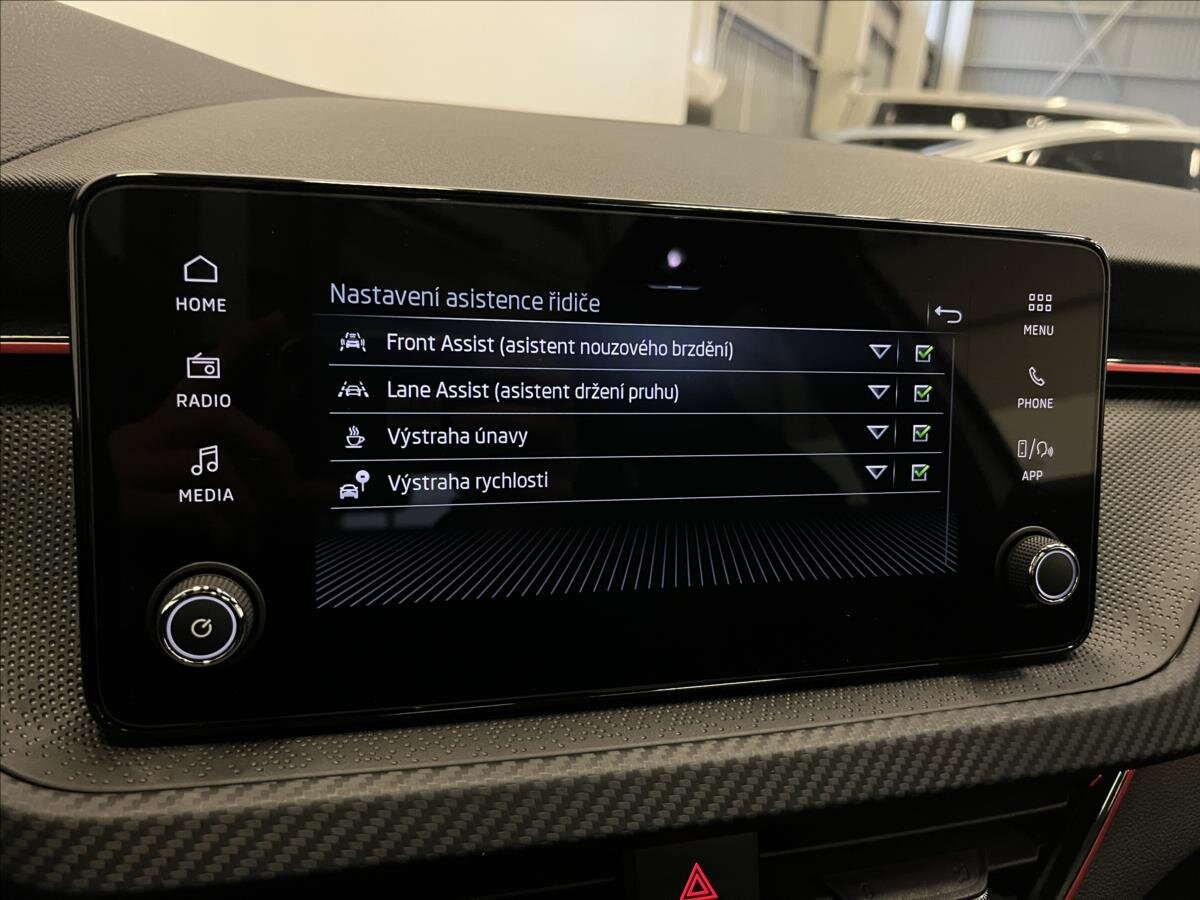 HOME
RADIO
MEDIA
Nastavení asistence řidiče
Front Assist (asistent nouzového brzdění)
Lane Assist (asistent držení pruhu)
Výstraha únavy
Výstraha rychlosti
MENU
PHONE
APP